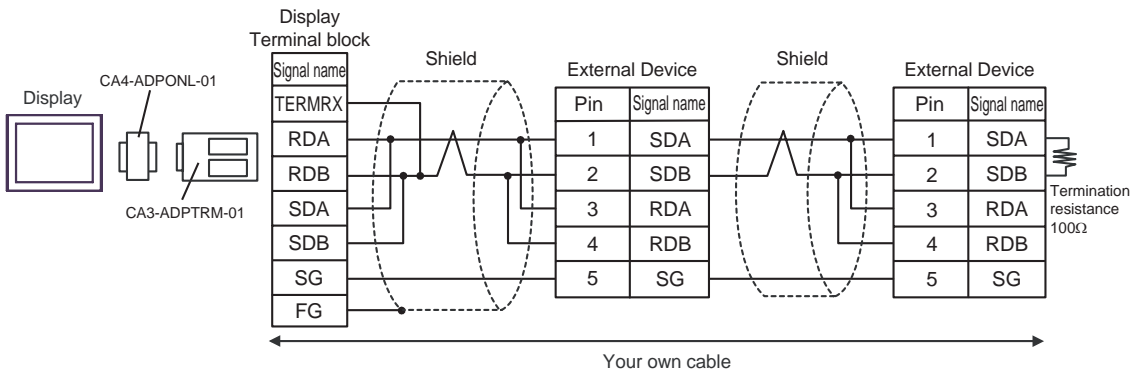 Display
Terminal block
Shield
Shield
Display
CA4-ADPONL-01
CA3-ADPTRM-01
Signal name
TERMRX
RDA
RDB
SDA
SDB
SG
FG
External Device
Pin Signal name
1 SDA
2 SDB
3 RDA
4 RDB
5 SG
External Device
Pin Signal name
1 SDA
2 SDB
3 RDA
4 RDB
5 SG
Termination
resistance
100Ω
Your own cable